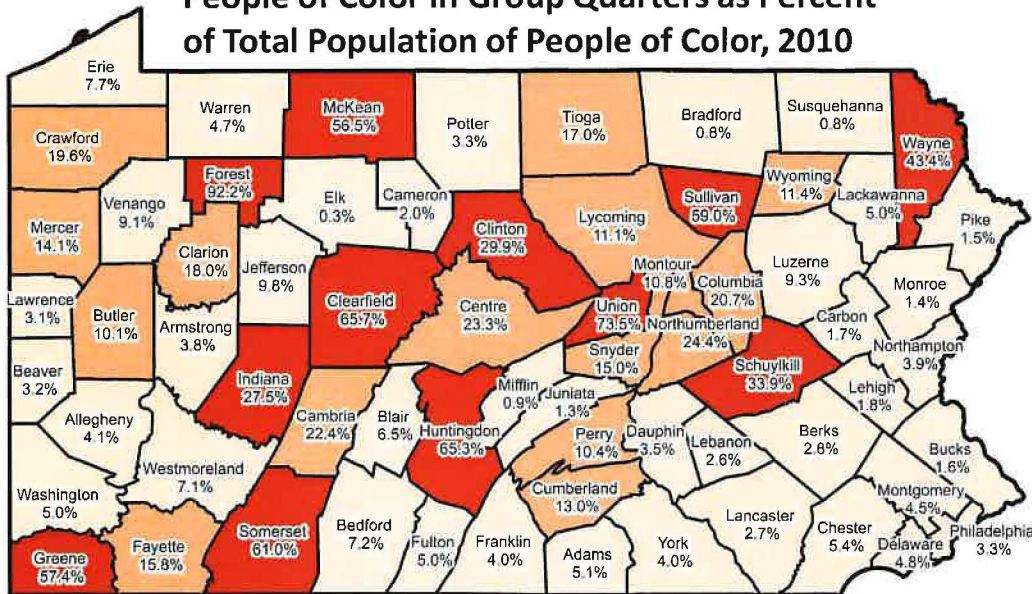 People of Color in Group Quarters as Percent
of Total Population of People of Color, 2010
Erie
7.7%
Warren
4.7%
McKean
56.5%
Potler
3.3%
Tioga
17.0%
Bradford
0.8%
Susquehanna
0.8%
Wayne
43.4%
Crawford
19.6%
Forest
92.2%
Elk
0.3%
Cameron
2.0%
Sullivan
59.0%
Wyoming
11.4%
Lackawanna
5.0%
Pike
1.5%
Mercer
14.1%
Venango
9.1%
Clarion
18.0%
Jefferson
9.8%
Clinton
29.9%
Lycoming
11.1%
Montour
10.8%
Columbia
20.7%
Luzerne
9.3%
Monroe
1.4%
Lawrence
3.1%
Butler
10.1%
Armstrong
3.8%
Clearfield
65.7%
Centre
23.3%
Union
73.5%
Northumberland
24.4%
Carbon
1.7%
Northampton
3.9%
Beaver
3.2%
Snyder
15.0%
Schuylkill
33.9%
Lehigh
1.8%
Allegheny
4.1%
Indiana
27.5%
Cambria
22.4%
Blair
6.5%
Huntingdon
65.3%
Mifflin
0.9%
Juniata
1.3%
Perry
10.4%
Dauphin
3.5%
Lebanon
2.6%
Berks
2.8%
Bucks
1.6%
Westmoreland
7.1%
Washington
5.0%
Cumberland
13.0%
Montgomery
4.5%
Philadelphia
3.3%
Greene
57.4%
Fayette
15.8%
Somerset
61.0%
Bedford
7.2%
Fulton
5.0%
Franklin
4.0%
Adams
5.1%
York
4.0%
Lancaster
2.7%
Chester
5.4%
Delaware
4.8%